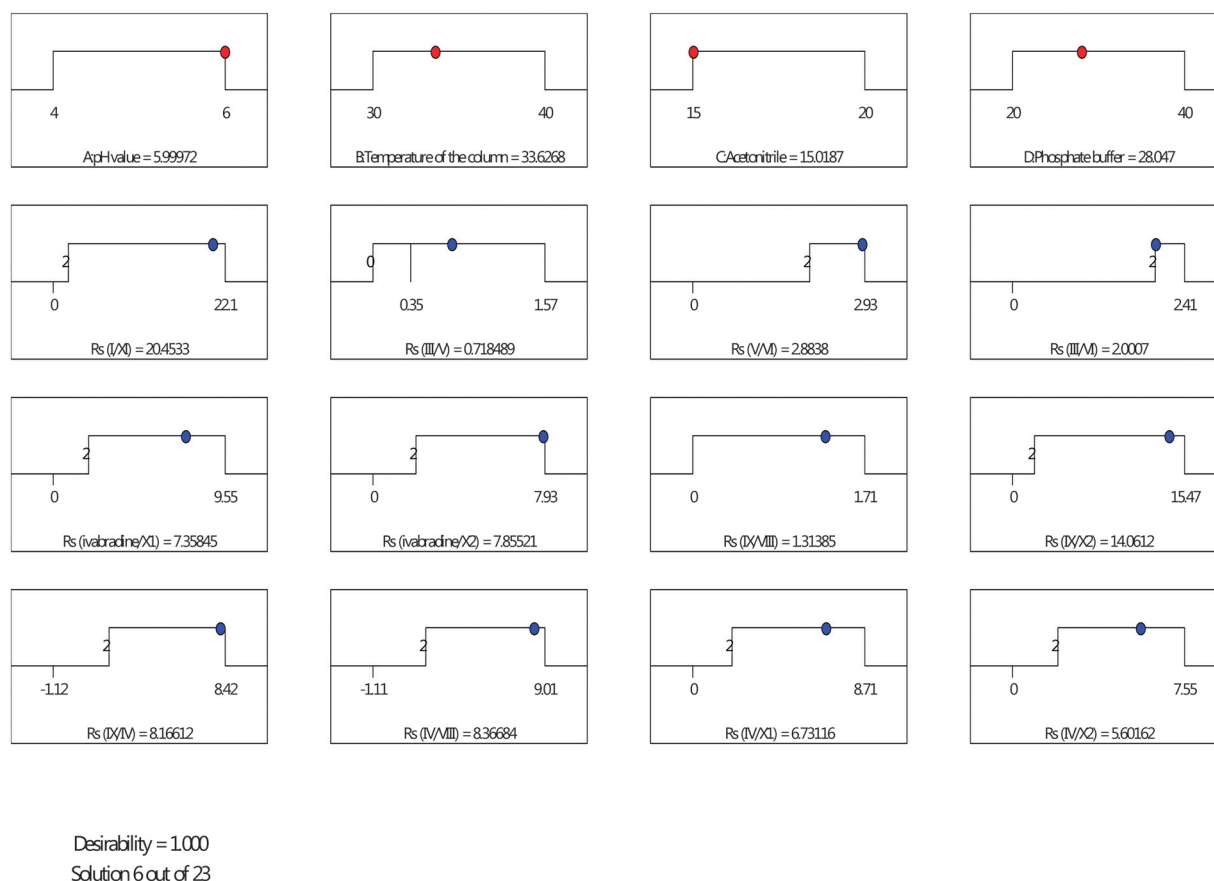 4 6 30 40 15 20 20 40
A:pH value = 5.99972 B:Temperature of the column = 33.6268 C:Acetonitrile = 15.0187 D:Phosphate buffer = 28.047
2 0 2 2
0 22.1 0.35 1.57 0 2.93 0 2.41
Rs (I/XI) = 20.4533 Rs (III/V) = 0.718489 Rs (V/VI) = 2.8838 Rs (III/VI) = 2.0007
2 2 2
0 9.55 0 7.93 0 1.71 0 15.47
Rs (ivabradine/X1) = 7.35845 Rs (ivabradine/X2) = 7.85521 Rs (IX/VIII) = 1.31385 Rs (IX/X2) = 14.0612
2 2 2 2
-1.12 8.42 -1.11 9.01 0 8.71 0 7.55
Rs (IX/IV) = 8.16612 Rs (IV/VIII) = 8.36684 Rs (IV/X1) = 6.73116 Rs (IV/X2) = 5.60162
Desirability = 1.000
Solution 6 out of 23